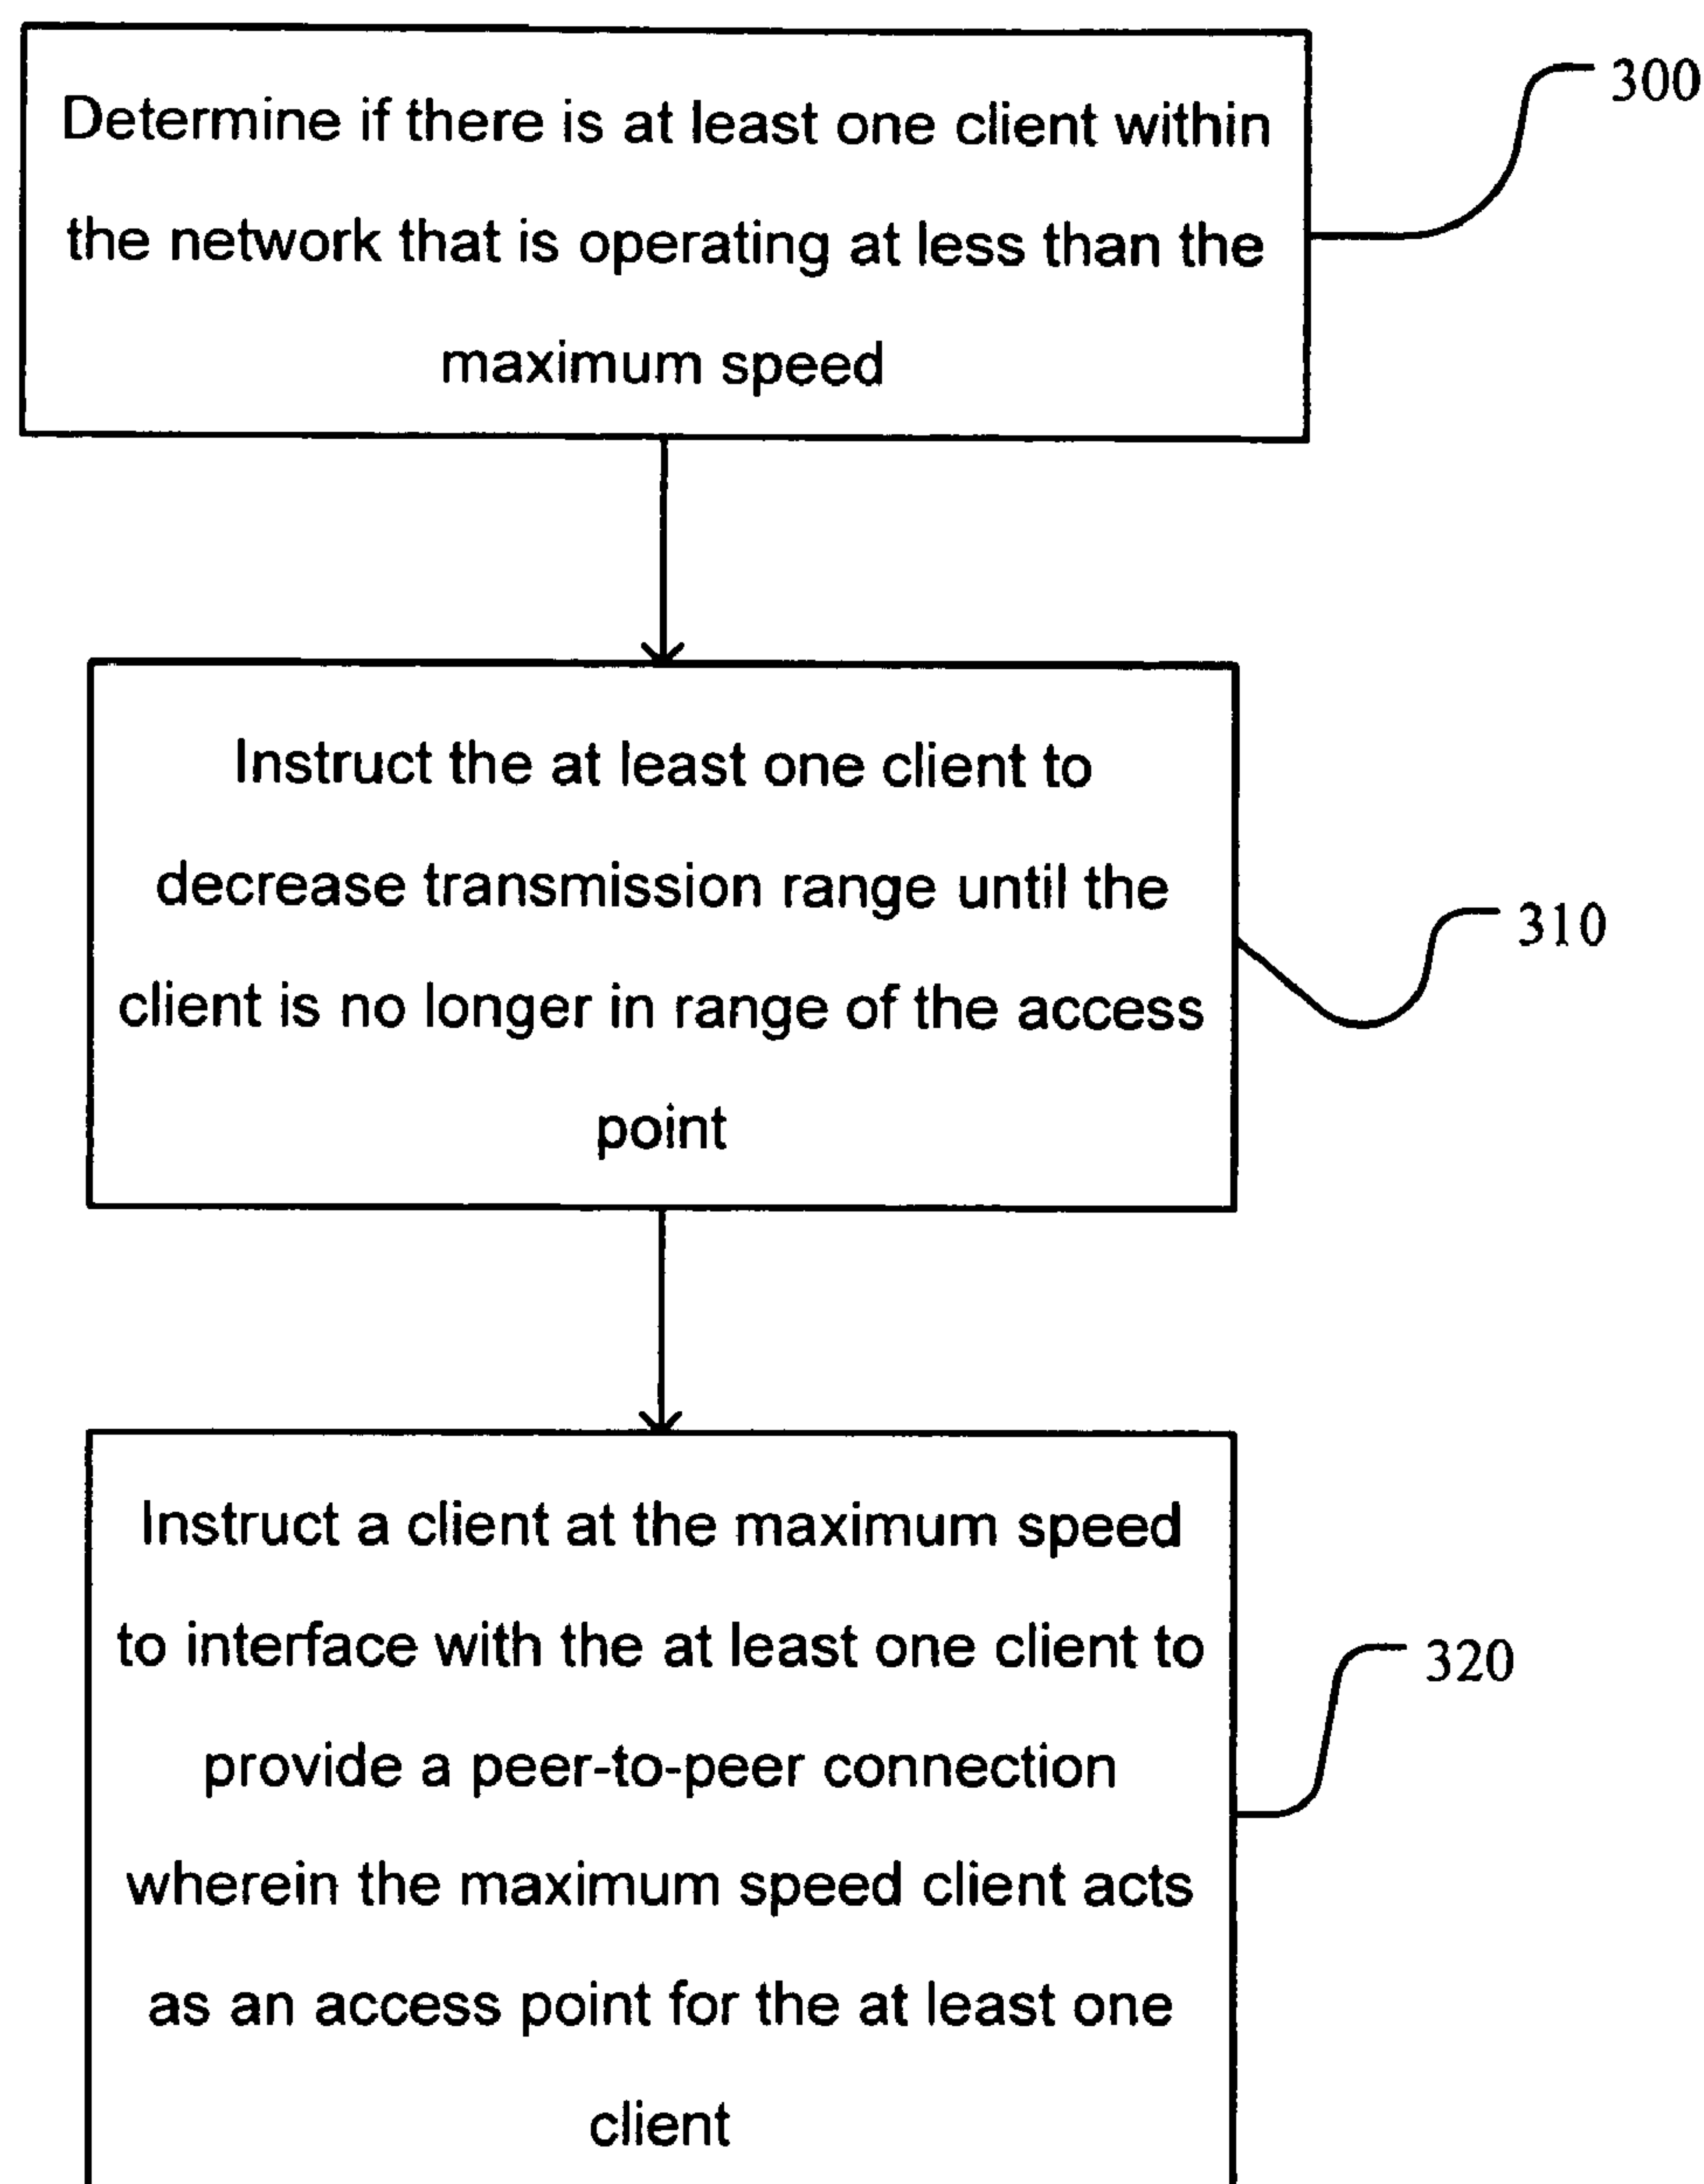 Determine if there is at least one client within
the network that is operating at less than the
maximum speed
300
Instruct the at least one client to
decrease transmission range until the
client is no longer in range of the access
point
310
Instruct a client at the maximum speed
to interface with the at least one client to
provide a peer-to-peer connection
wherein the maximum speed client acts
as an access point for the at least one
client
320